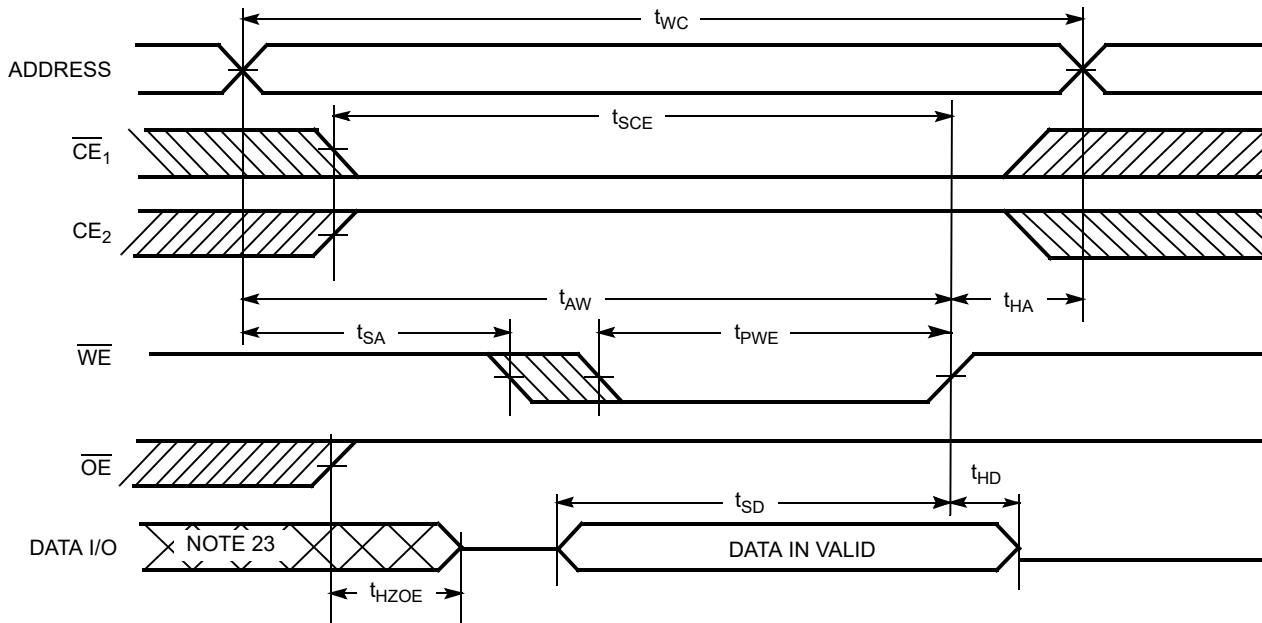 tWC
ADDRESS
tSCE
CE1
CE2
tAW
tHA
tSA
tPWE
WE
OE
tHD
tSD
DATA I/O
NOTE 23
DATA IN VALID
tHZOE